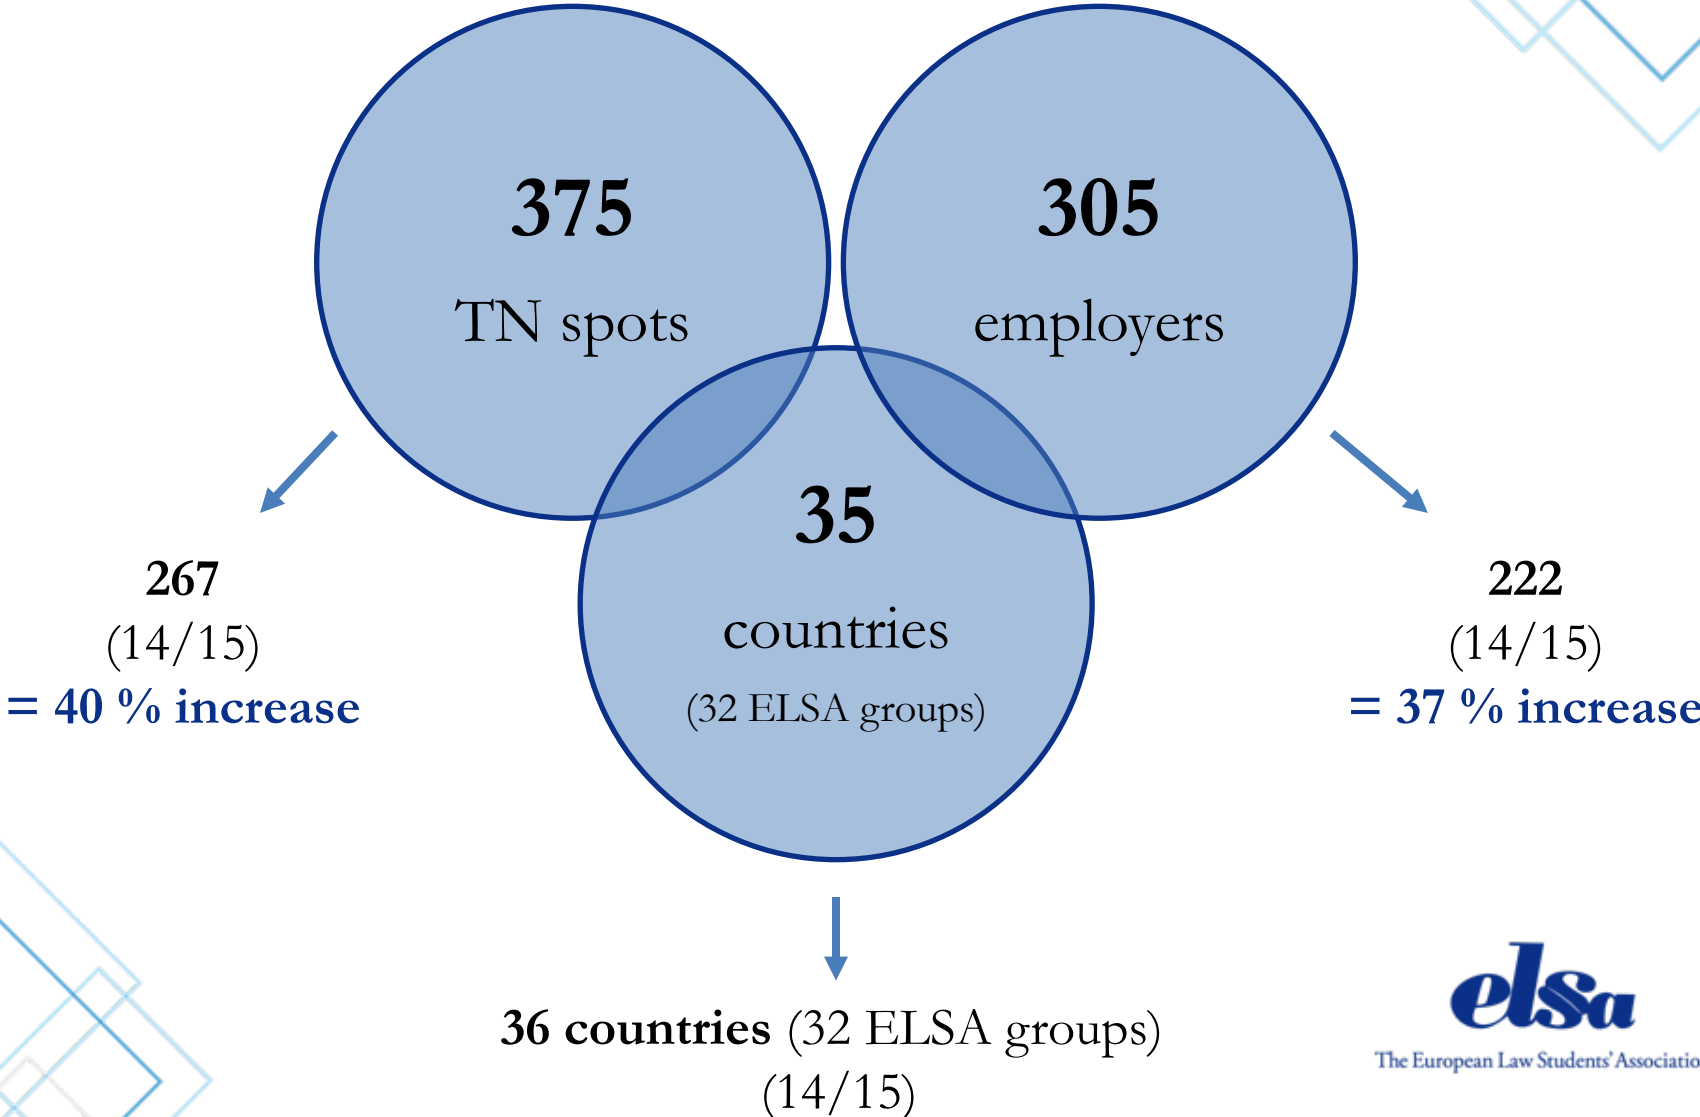 375
TN spots
305
employers
35
countries
(32 ELSA groups)
267
(14/15)
= 40 % increase
222
(14/15)
= 37 % increase
36 countries (32 ELSA groups)
(14/15)
elsa
The European Law Students' Associatio